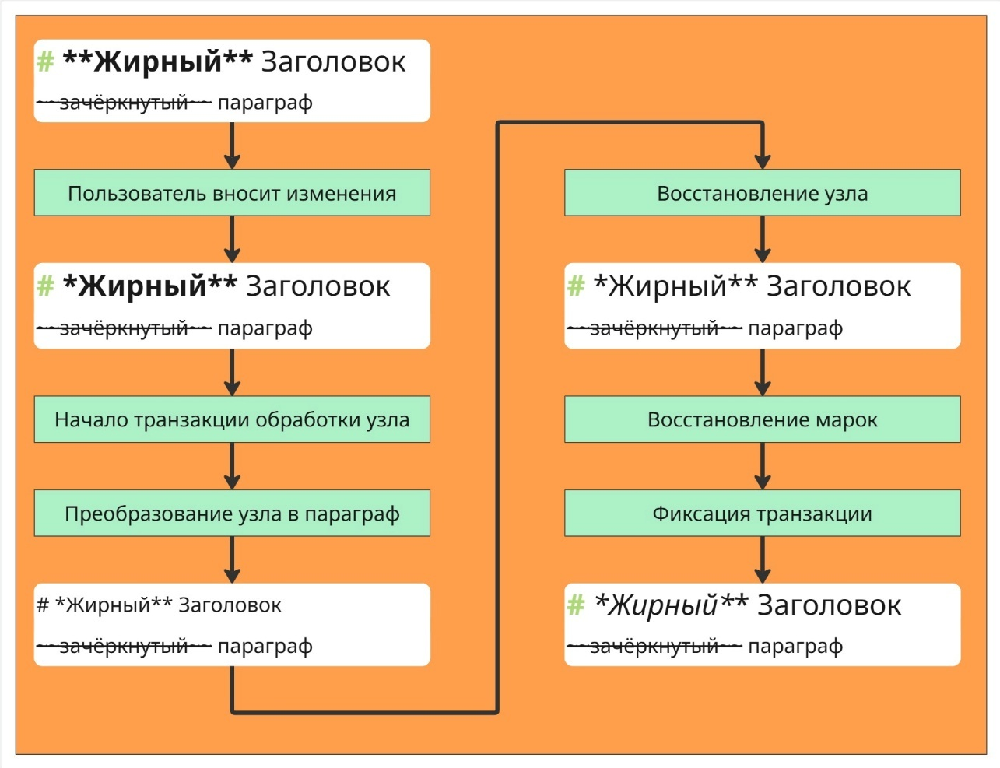 # **Жирный** Заголовок
~~зачёркнутый~~ параграф
Пользователь вносит изменения
# *Жирный** Заголовок
~~зачёркнутый~~ параграф
Начало транзакции обработки узла
Преобразование узла в параграф
# *Жирный** Заголовок
~~зачёркнутый~~ параграф
Восстановление узла
# *Жирный** Заголовок
~~зачёркнутый~~ параграф
Восстановление марок
Фиксация транзакции
# *Жирный** Заголовок
~~зачёркнутый~~ параграф